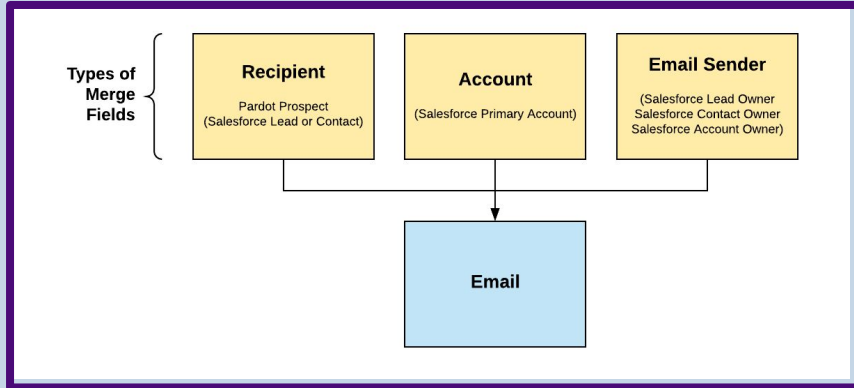 Types of
Merge
Fields
Recipient
Pardot Prospect
(Salesforce Lead or Contact)
Account
(Salesforce Primary Account)
Email Sender
(Salesforce Lead Owner
Salesforce Contact Owner
Salesforce Account Owner)
Email